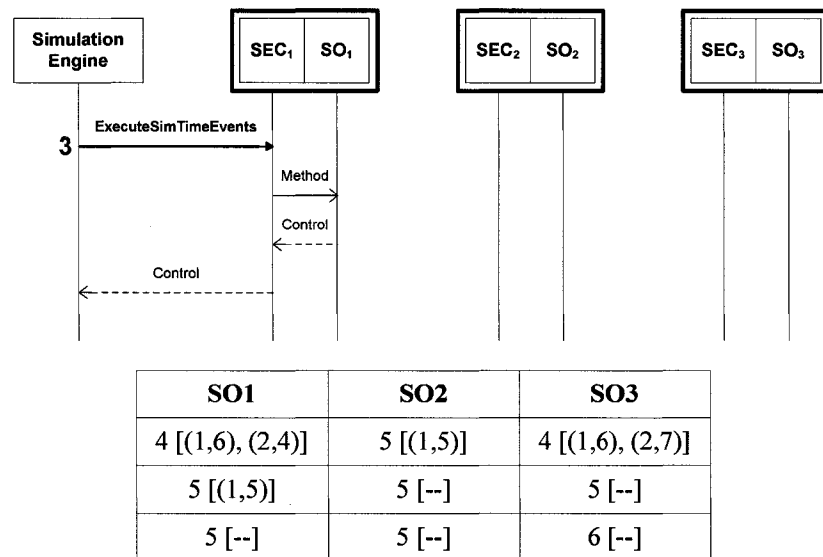 Simulation Engine
SEC₁ SO₁
SEC₂ SO₂
SEC₃ SO₃
ExecuteSimTimeEvents
3
Method
Control
Control
SO1 SO2 SO3
4 [(1,6), (2,4)] 5 [(1,5)] 4 [(1,6), (2,7)]
5 [(1,5)] 5 [--] 5 [--]
5 [--] 5 [--] 6 [--]